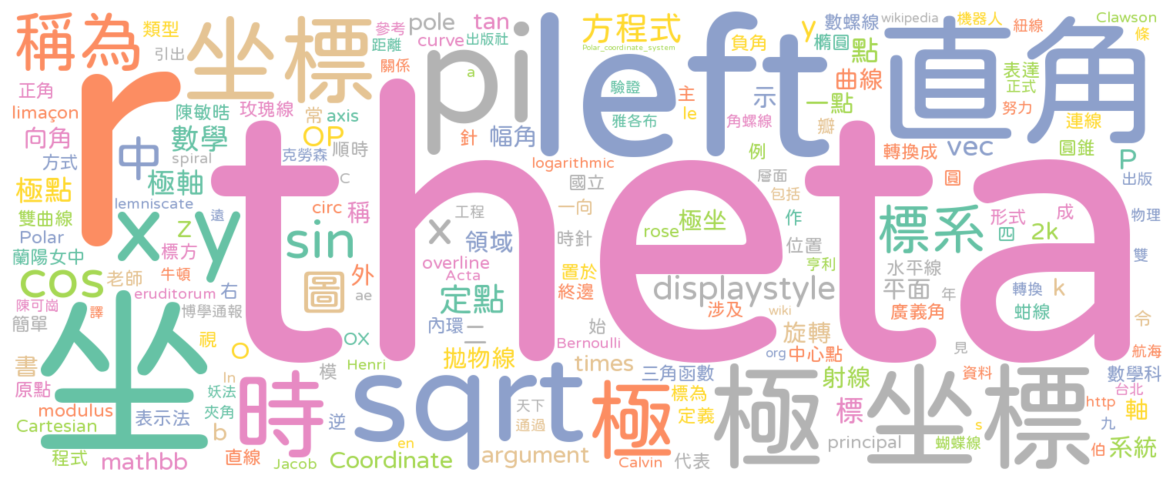 稱為
類型
引出
坐標
pole
參考
tan
curve
出版社
距離
關係
方程式
Polar_coordinate_system
負角
y
數螺線
wikipedia
橢圓
點
機器人
紐線
Clawson
條
正角
limaçon
向角
陳敏晧
玫瑰線
常
axis
r
pi
a
left
驗證
雅各布
主
le
示
曲線
一點
角螺線
瓣
直角
表達
正式
努力
連線
方式
中
數學
spiral
OP
克勞森
順時
針
幅角
logarithmic
例
vec
轉換成
圓錐
P
出版
極點
極軸
lemniscate
C
theta
國立
層面
包括
圓
雙曲線
Polar
x
y
z
遠
circ
稱
x
工程
一向
rose
極坐
作
標系
形式
四
成
2k
物理
雙
蘭陽女中
標方
牛頓
sin
領域
時針
位置
亨利
水平線
平面
cos
老師
圖
外
overline
Acta
置於
終邊
displaystyle
涉及
wiki
年
k
轉換
蚶線
廣義角
令
陳可崗
譯
eruditorum
右
博學通報
ae
定點
簡單
內環
二
始
Bernoulli
旋轉
見
航海
坐
書
視
O
ln
OX
Henri
模
拋物線
times
org
中心點
原點
妖法
夾角
modulus
表示法
Cartesian
時
逆
sqrt
天下
通過
en
三角函數
極
標為
定義
射線
標
極坐標
資料
數學科
台北
http
軸
九
程式
mathbb
b
直線
Jacob
Coordinate
argument
Calvin
代表
principal
s
蝴蝶線
伯
系統